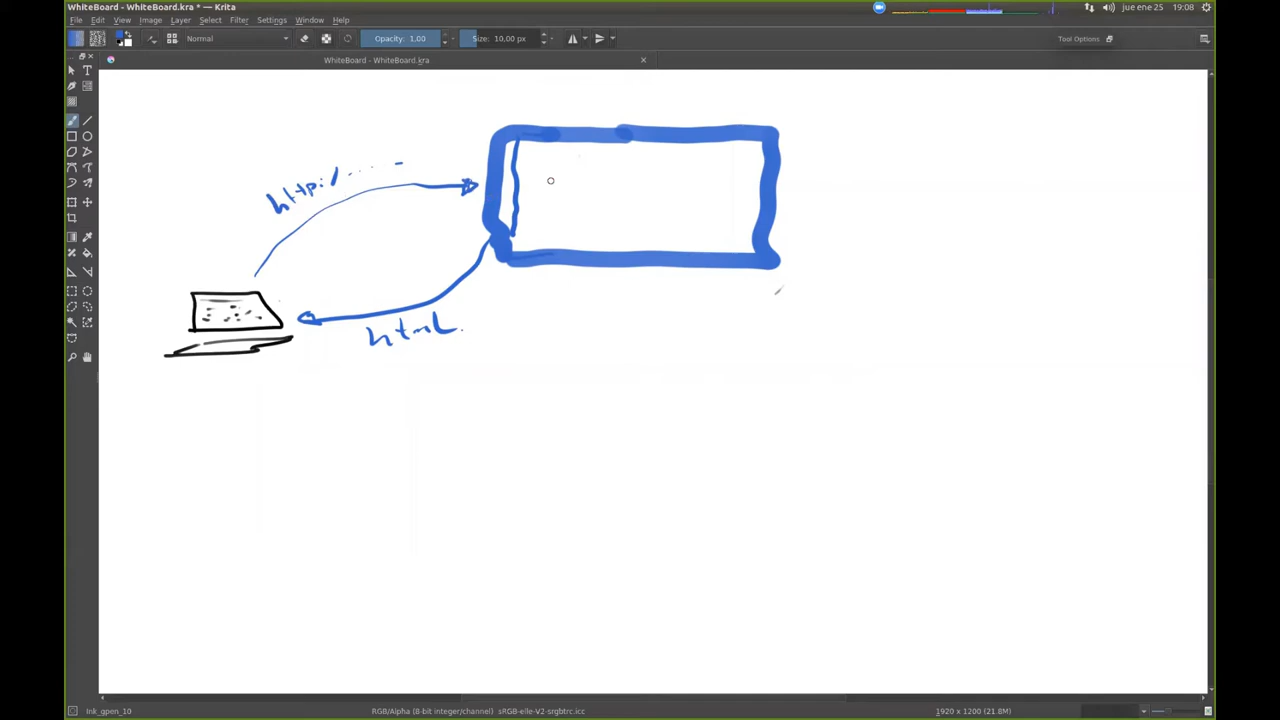 WhiteBoard - WhiteBoard.kra * — Krita
jue ene 25 19:08
File Edit View Image Layer Select Filter Settings Window Help
Normal Opacity: 1,00 Size: 10,00 px Tool Options
WhiteBoard - WhiteBoard.kra
http:/ . . . . . -
html.
Ink_gpen_10 RGB/Alpha (8-bit integer/channel) sRGB-elle-V2-srgbtrc.icc 1920 x 1200 (21.8M)